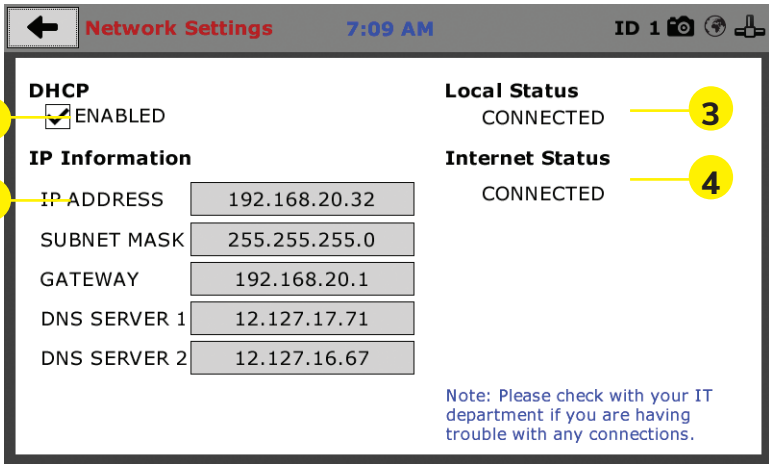 Network Settings 7:09 AM ID 1
DHCP
ENABLED
IP Information
IP ADDRESS 192.168.20.32
SUBNET MASK 255.255.255.0
GATEWAY 192.168.20.1
DNS SERVER 1 12.127.17.71
DNS SERVER 2 12.127.16.67
Local Status
CONNECTED
3
Internet Status
CONNECTED
4
Note: Please check with your IT
department if you are having
trouble with any connections.